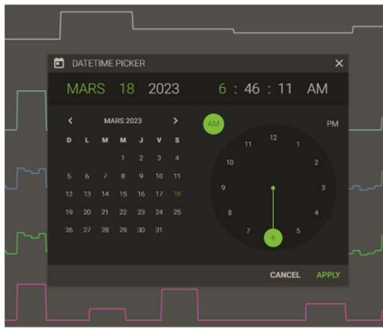 DATETIME PICKER
MARS 18 2023 6 : 46 : 11 AM
MARS 2023
D L M M J V S
1 2 3 4
5 6 7 8 9 10 11
12 13 14 15 16 17 18
19 20 21 22 23 24 25
26 27 28 29 30 31
AM PM
12
11 1
10 2
9 3
8 4
7 5
6
CANCEL APPLY